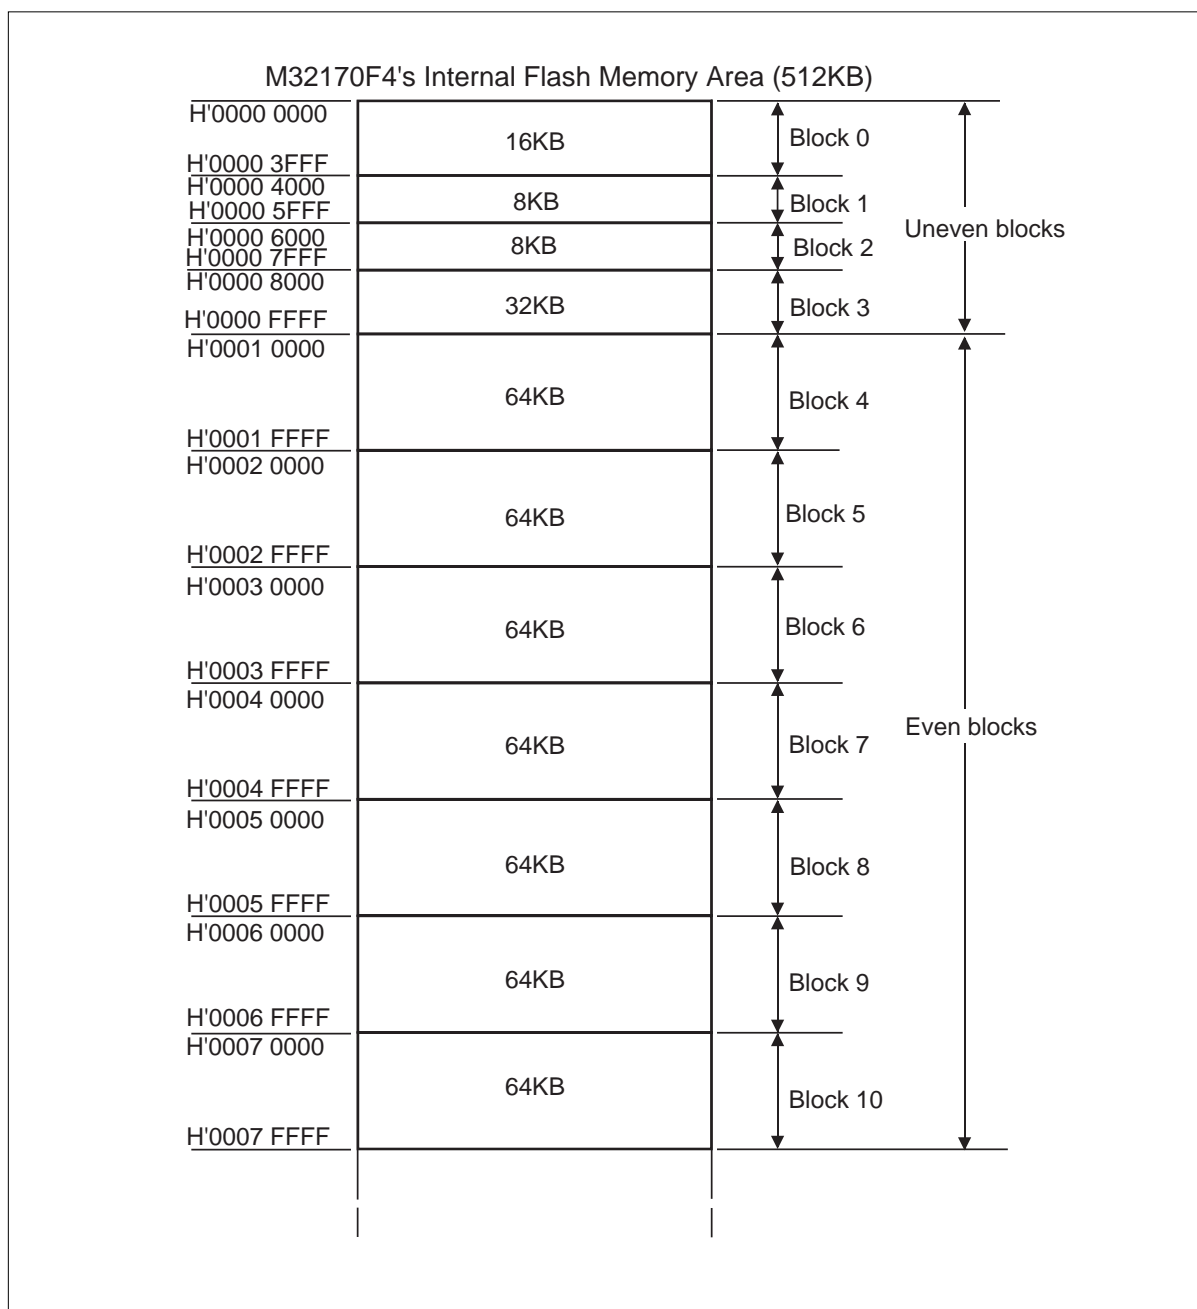 M32170F4's Internal Flash Memory Area (512KB)
H'0000 0000
16KB
Block 0
H'0000 3FFF
H'0000 4000
8KB
Block 1
H'0000 5FFF
Uneven blocks
H'0000 6000
8KB
Block 2
H'0000 7FFF
H'0000 8000
32KB
Block 3
H'0000 FFFF
H'0001 0000
64KB
Block 4
H'0001 FFFF
H'0002 0000
64KB
Block 5
H'0002 FFFF
H'0003 0000
64KB
Block 6
H'0003 FFFF
H'0004 0000
Even blocks
64KB
Block 7
H'0004 FFFF
H'0005 0000
64KB
Block 8
H'0005 FFFF
H'0006 0000
64KB
Block 9
H'0006 FFFF
H'0007 0000
64KB
Block 10
H'0007 FFFF